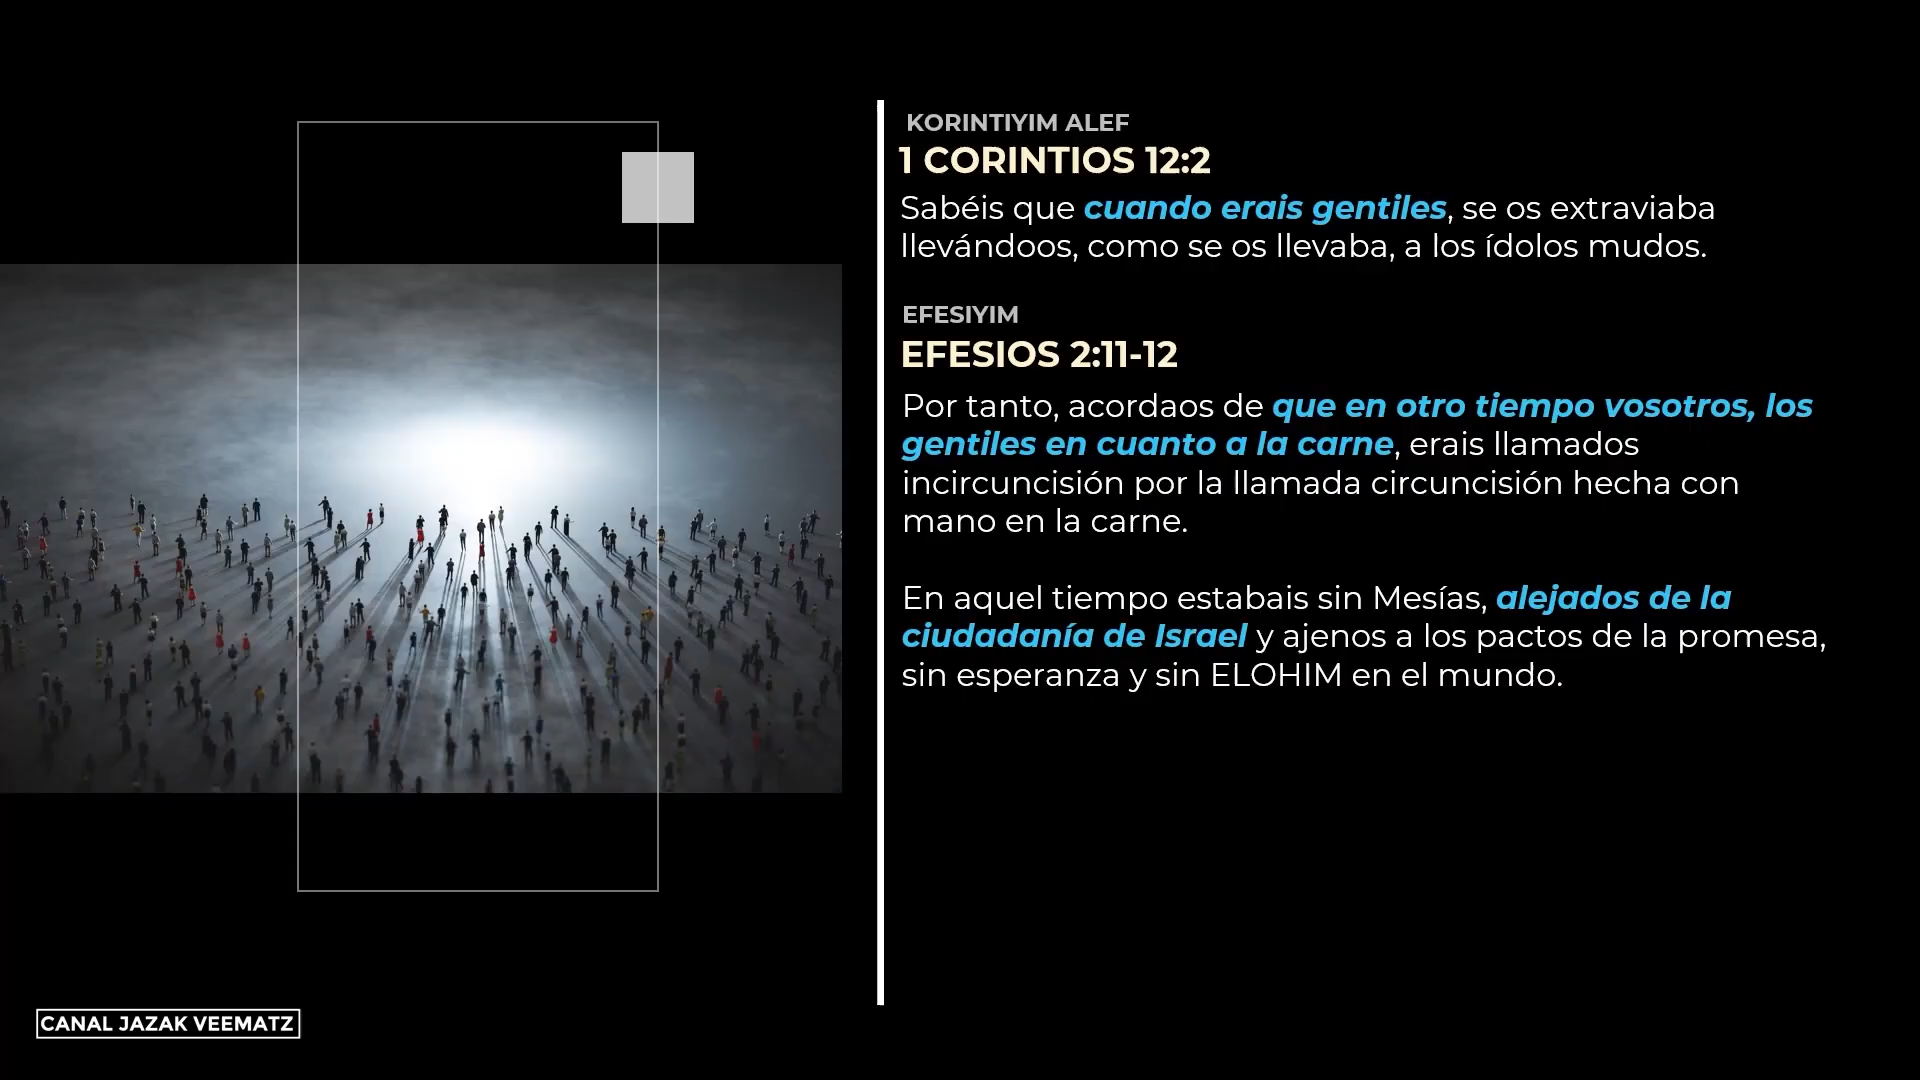 KORINTIYIM ALEF
1 CORINTIOS 12:2
Sabéis que cuando erais gentiles, se os extraviaba
llevándoos, como se os llevaba, a los ídolos mudos.
EFESIYIM
EFESIOS 2:11-12
Por tanto, acordaos de que en otro tiempo vosotros, los
gentiles en cuanto a la carne, erais llamados
incircuncisión por la llamada circuncisión hecha con
mano en la carne.
En aquel tiempo estabais sin Mesías, alejados de la
ciudadanía de Israel y ajenos a los pactos de la promesa,
sin esperanza y sin ELOHIM en el mundo.
CANAL JAZAK VEEMATZ